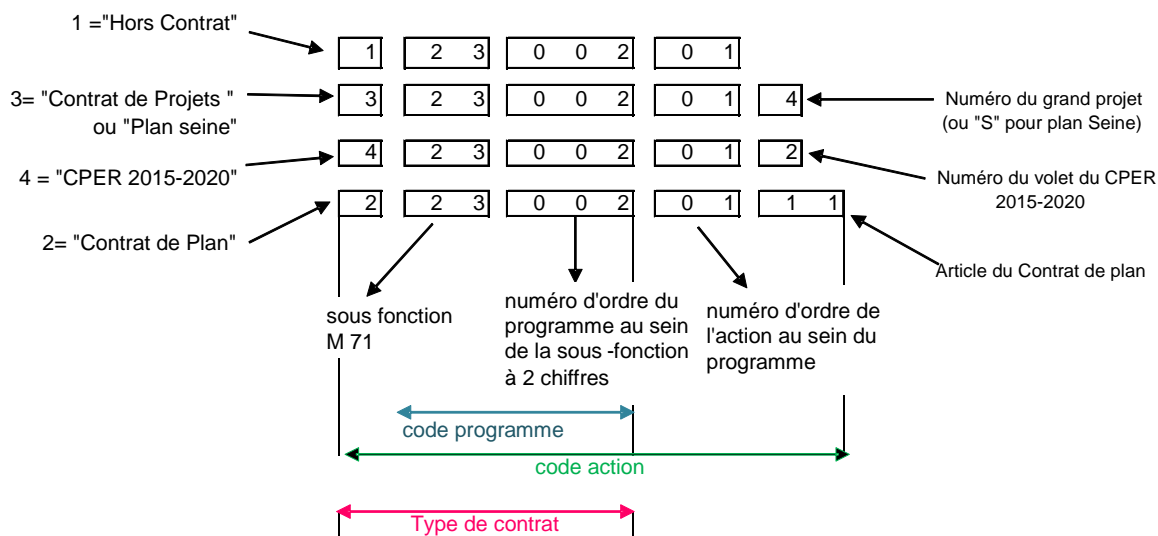 1 ="Hors Contrat"
1 2 3 0 0 2 0 1
3= "Contrat de Projets "
ou "Plan seine"
3 2 3 0 0 2 0 1 4
Numéro du grand projet
(ou "S" pour plan Seine)
4 = "CPER 2015-2020"
4 2 3 0 0 2 0 1 2
Numéro du volet du CPER
2015-2020
2= "Contrat de Plan"
2 2 3 0 0 2 0 1 1 1
Article du Contrat de plan
sous fonction
M 71
numéro d'ordre du
programme au sein
de la sous -fonction
à 2 chiffres
numéro d'ordre de
l'action au sein du
programme
code programme
code action
Type de contrat